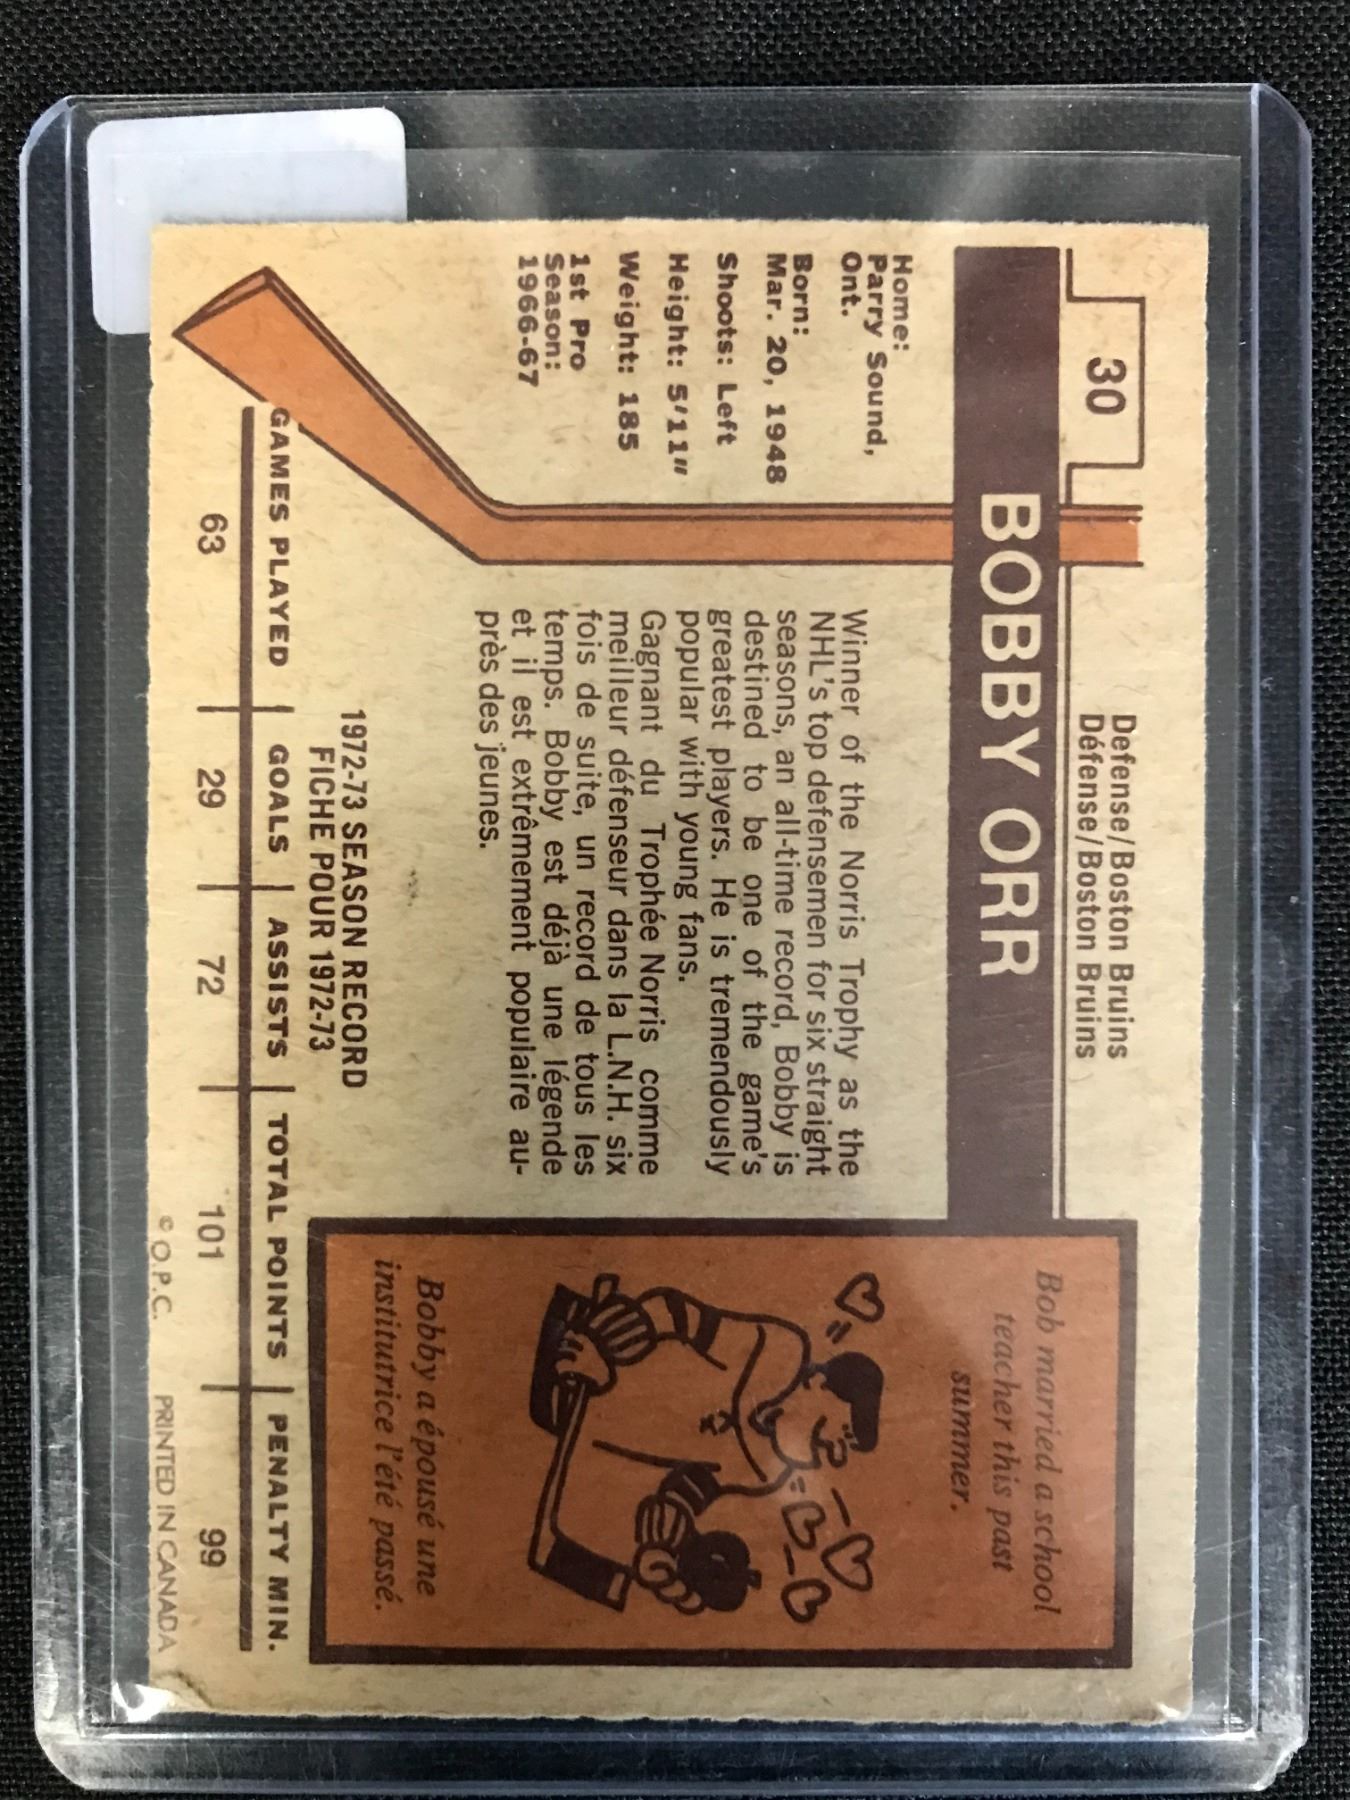 30
Defense/Boston Bruins
Défense/Boston Bruins
BOBBY ORR
Home:
Parry Sound,
Ont.
Born:
Mar. 20, 1948
Shoots: Left
Height: 5'11"
Weight: 185
1st Pro
Season:
1966-67
Winner of the Norris Trophy as the
NHL's top defensemen for six straight
seasons, an all-time record, Bobby is
destined to be one of the game's
greatest players. He is tremendously
popular with young fans.
Gagnant du Trophée Norris comme
meilleur défenseur dans la L.N.H. six
fois de suite, un record de tous les
temps. Bobby est déjà une légende
et il est extrêmement populaire au-
près des jeunes.
Bob married a school
teacher this past
summer.
Bobby a épousé une
institutrice l'été passé.
1972-73 SEASON RECORD
FICHE POUR 1972-73
GAMES PLAYED GOALS ASSISTS TOTAL POINTS PENALTY MIN.
63 29 72 101 99
© O.P.C. PRINTED IN CANADA